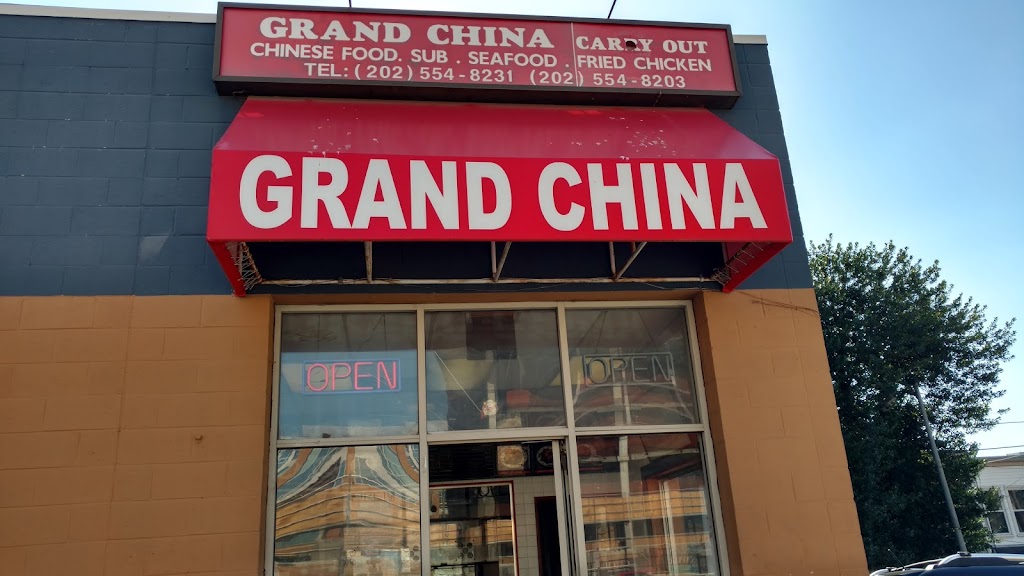 GRAND CHINA CARRY OUT
CHINESE FOOD. SUB . SEAFOOD . FRIED CHICKEN
TEL: (202) 554-8231 (202) 554-8203
GRAND CHINA
OPEN OPEN